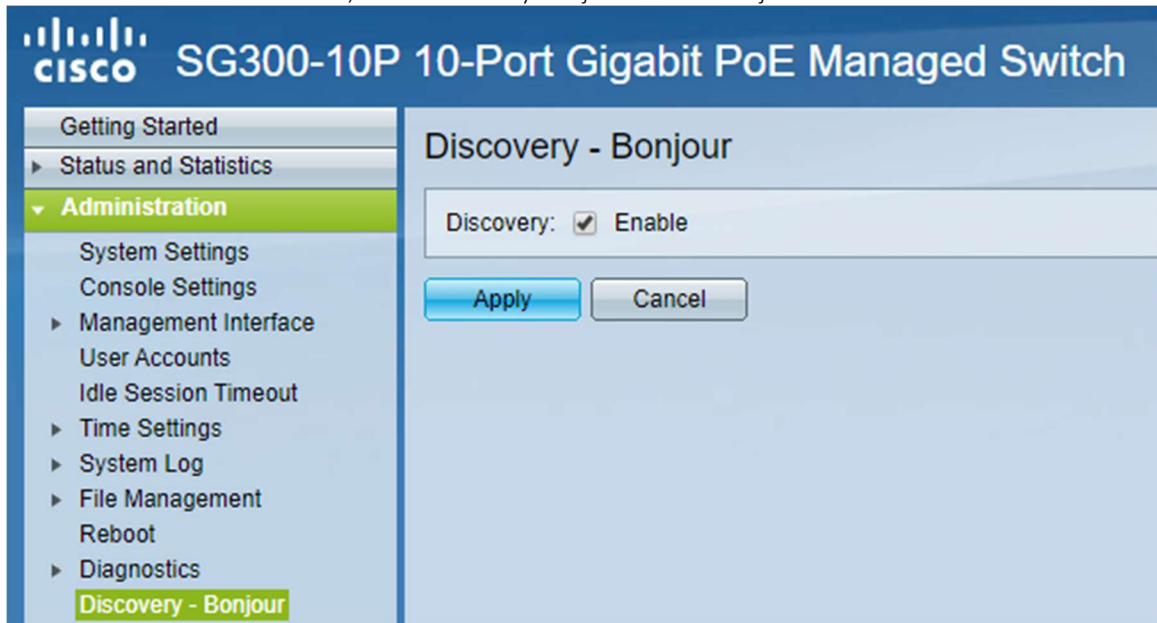 CISCO SG300-10P 10-Port Gigabit PoE Managed Switch
Getting Started
Status and Statistics
Administration
System Settings
Console Settings
Management Interface
User Accounts
Idle Session Timeout
Time Settings
System Log
File Management
Reboot
Diagnostics
Discovery - Bonjour
Discovery - Bonjour
Discovery: Enable
Apply Cancel